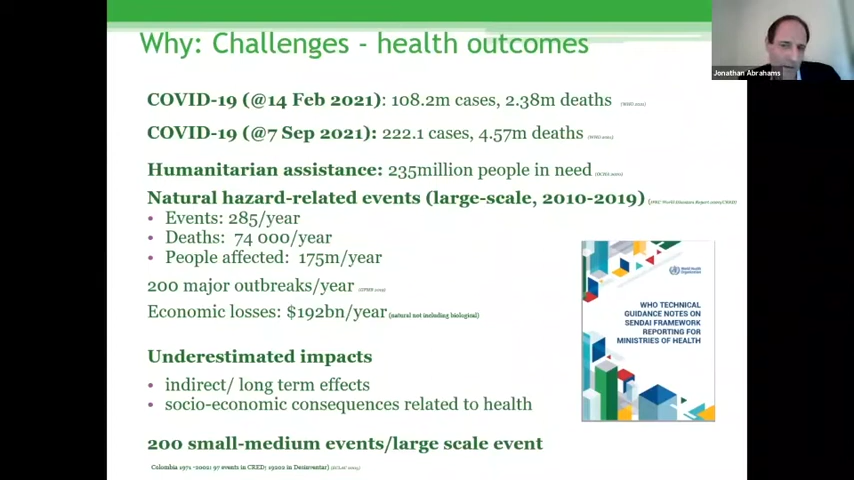 Why: Challenges - health outcomes
Jonathan Abrahams
COVID-19 (@14 Feb 2021): 108.2m cases, 2.38m deaths
COVID-19 (@7 Sep 2021): 222.1 cases, 4.57m deaths
Humanitarian assistance: 235million people in need
Natural hazard-related events (large-scale, 2010-2019)
• Events: 285/year
• Deaths: 74 000/year
• People affected: 175m/year
200 major outbreaks/year
Economic losses: $192bn/year (natural not including biological)
World Health
Organization
WHO TECHNICAL
GUIDANCE NOTES ON
SENDAI FRAMEWORK
REPORTING FOR
MINISTRIES OF HEALTH
Underestimated impacts
• indirect/ long term effects
• socio-economic consequences related to health
200 small-medium events/large scale event